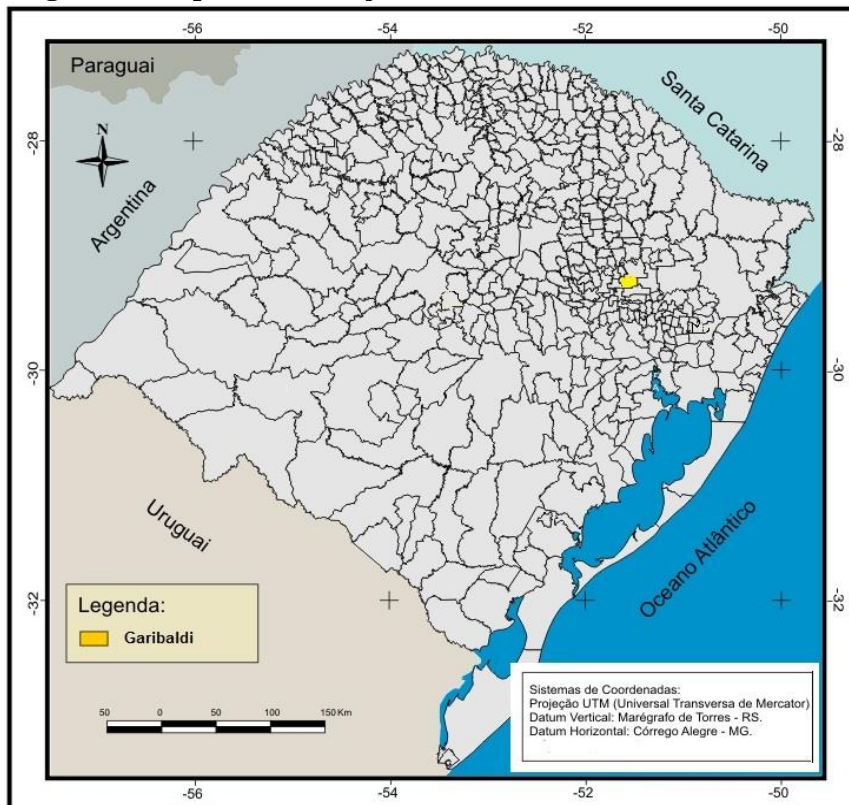 -56
-54
-52
-50
Paraguai
Santa Catarina
N
-28
-28
Argentina
-30
-30
Uruguai
Oceano Atlântico
-32
-32
Legenda:
Garibaldi
50
0
50
100
150 Km
Sistemas de Coordenadas:
Projeção UTM (Universal Transversa de Mercator)
Datum Vertical: Marégrafo de Torres - RS.
Datum Horizontal: Córrego Alegre - MG.
-56
-54
-52
-50